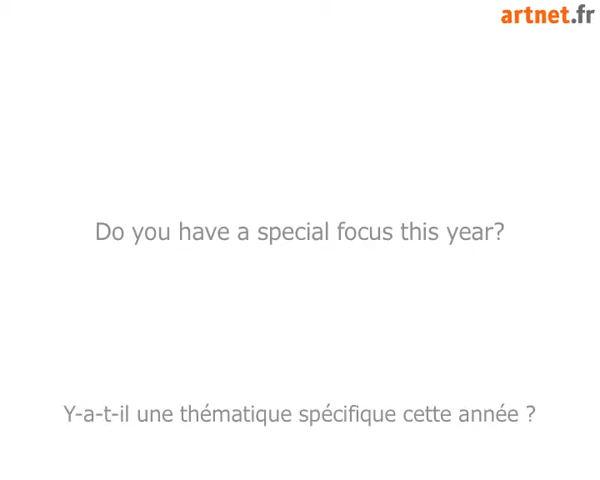 artnet.fr
Do you have a special focus this year?
Y-a-t-il une thématique spécifique cette année ?